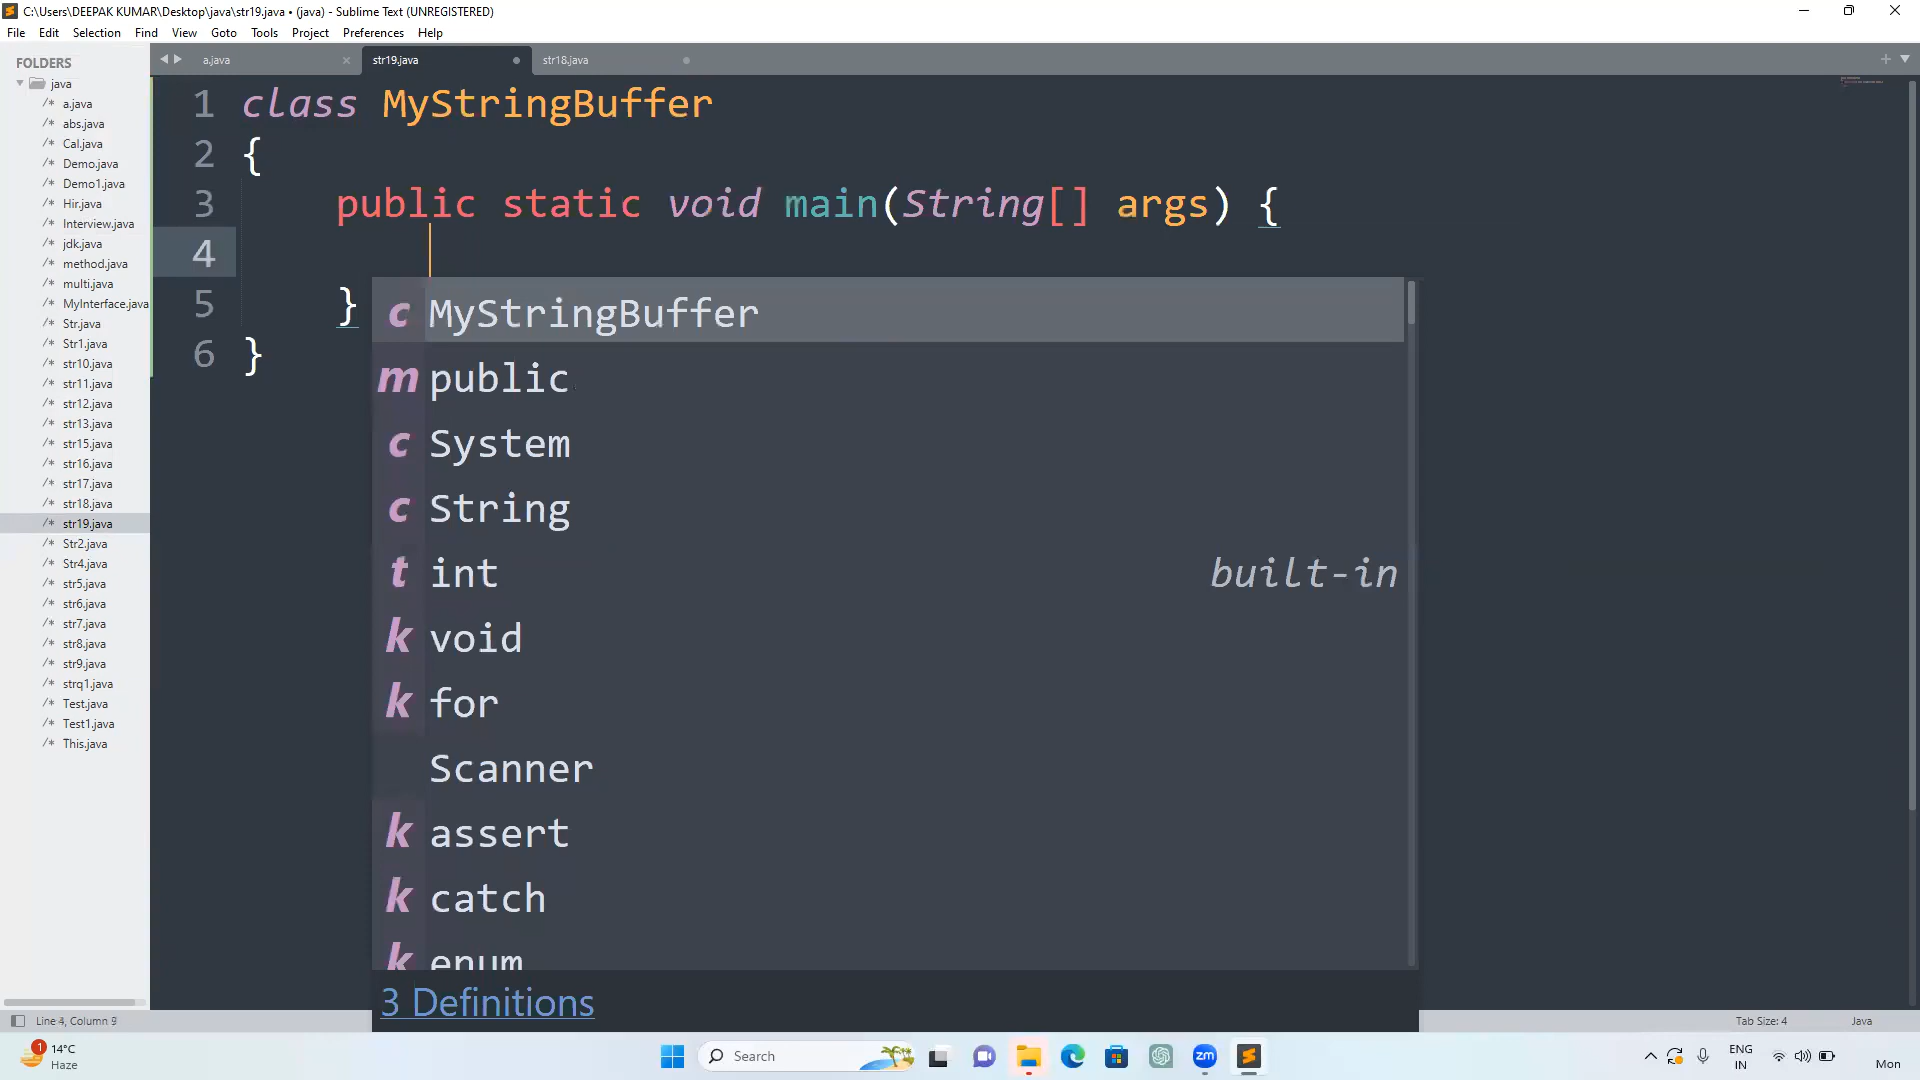 C:\Users\DEEPAK KUMAR\Desktop\java\str19.java • (java) - Sublime Text (UNREGISTERED)
File Edit Selection Find View Goto Tools Project Preferences Help
FOLDERS
java
/* a.java
/* abs.java
/* Cal.java
/* Demo.java
/* Demo1.java
/* Hir.java
/* Interview.java
/* jdk.java
/* method.java
/* multi.java
/* MyInterface.java
/* Str.java
/* Str1.java
/* str10.java
/* str11.java
/* str12.java
/* str13.java
/* str15.java
/* str16.java
/* str17.java
/* str18.java
/* str19.java
/* Str2.java
/* Str4.java
/* str5.java
/* str6.java
/* str7.java
/* str8.java
/* str9.java
/* strq1.java
/* Test.java
/* Test1.java
/* This.java
a.java str19.java str18.java
1 class MyStringBuffer
2 {
3 public static void main(String[] args) {
4
5 }
6 }
c MyStringBuffer
m public
c System
c String
t int built-in
k void
k for
Scanner
k assert
k catch
k enum
3 Definitions
Line 4, Column 9 Tab Size: 4 Java
1 14°C
Haze
Search
zm
ENG
IN
Mon